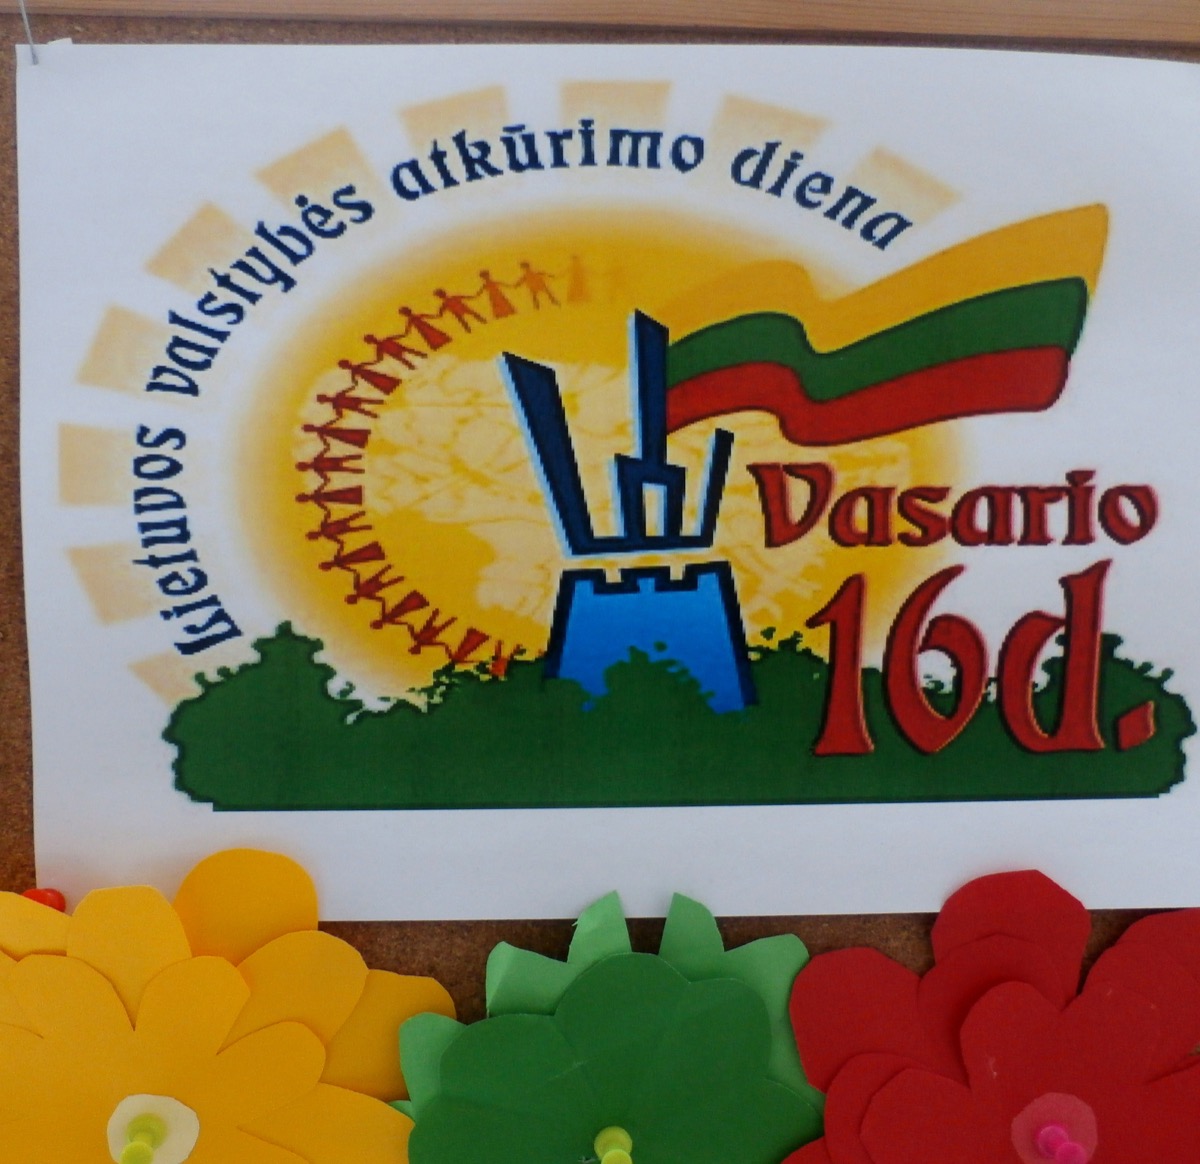 Lietuvos valstybės atkūrimo diena
Vasario
16d.